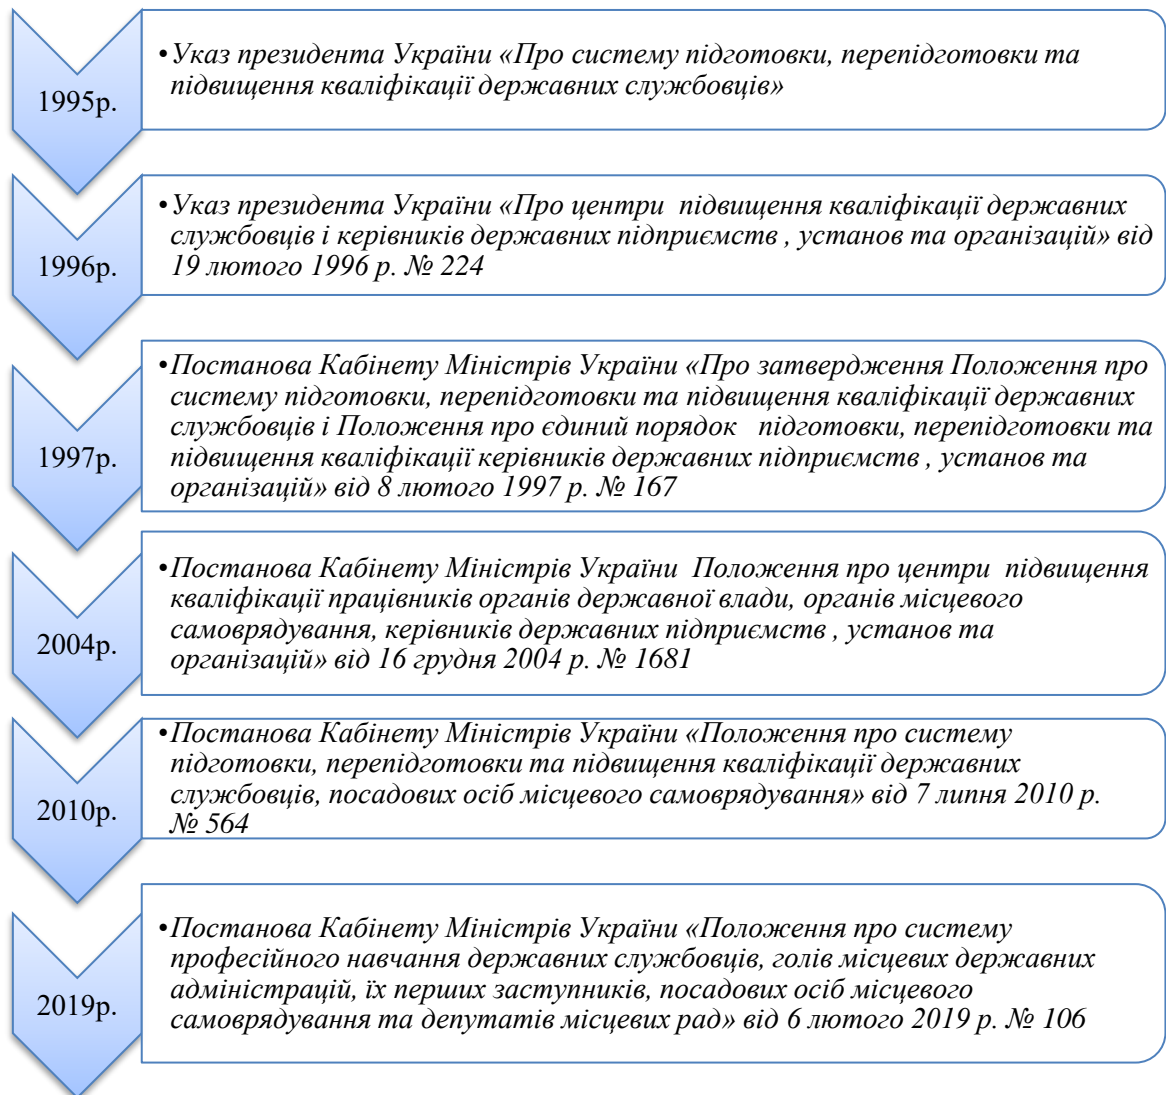 1995р.
•Указ президента України «Про систему підготовки, перепідготовки та
підвищення кваліфікації державних службовців»
1996р.
•Указ президента України «Про центри підвищення кваліфікації державних
службовців і керівників державних підприємств , установ та організацій» від
19 лютого 1996 р. № 224
1997р.
•Постанова Кабінету Міністрів України «Про затвердження Положення про
систему підготовки, перепідготовки та підвищення кваліфікації державних
службовців і Положення про єдиний порядок підготовки, перепідготовки та
підвищення кваліфікації керівників державних підприємств , установ та
організацій» від 8 лютого 1997 р. № 167
2004р.
•Постанова Кабінету Міністрів України Положення про центри підвищення
кваліфікації працівників органів державної влади, органів місцевого
самоврядування, керівників державних підприємств , установ та
організацій» від 16 грудня 2004 р. № 1681
2010р.
•Постанова Кабінету Міністрів України «Положення про систему
підготовки, перепідготовки та підвищення кваліфікації державних
службовців, посадових осіб місцевого самоврядування» від 7 липня 2010 р.
№ 564
2019р.
•Постанова Кабінету Міністрів України «Положення про систему
професійного навчання державних службовців, голів місцевих державних
адміністрацій, їх перших заступників, посадових осіб місцевого
самоврядування та депутатів місцевих рад» від 6 лютого 2019 р. № 106